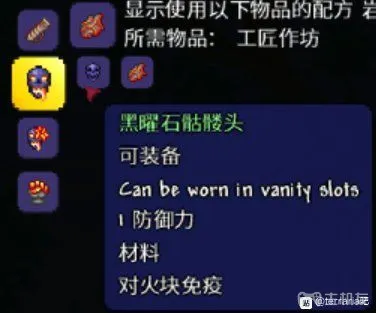 显示使用以下物品的配方 岩
所需物品： 工匠作坊
黑曜石骷髅头
可装备
Can be worn in vanity slots
1 防御力
材料
对火块免疫